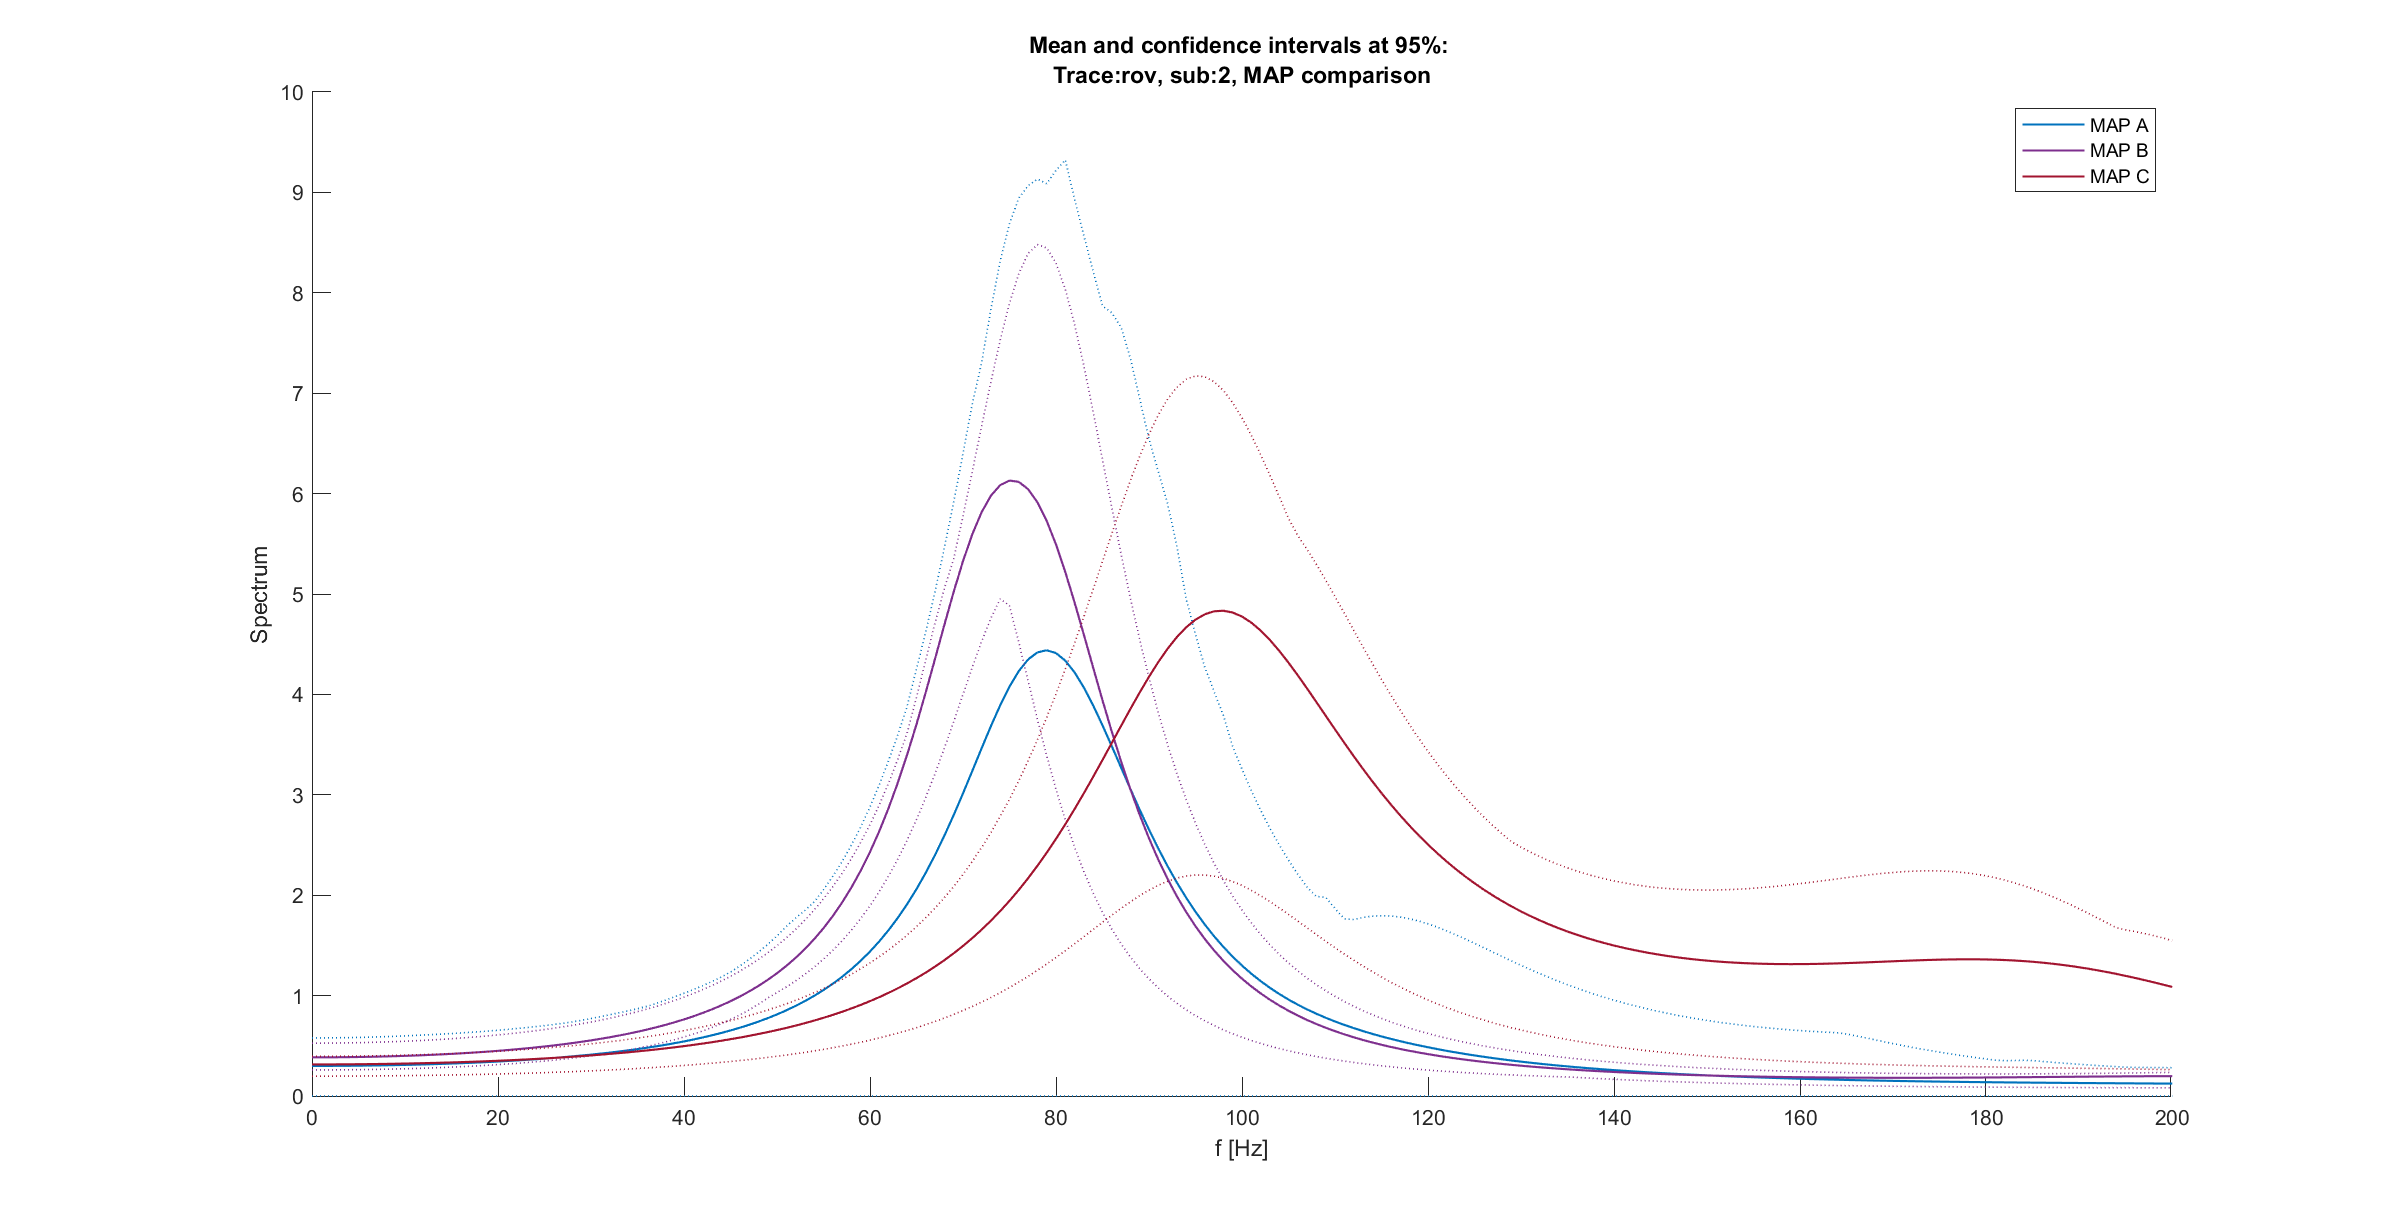 Mean and confidence intervals at 95%:
Trace:rov, sub:2, MAP comparison
10
9
8
7
6
5
4
3
2
1
0
Spectrum
MAP A
MAP B
MAP C
0 20 40 60 80 100 120 140 160 180 200
f [Hz]